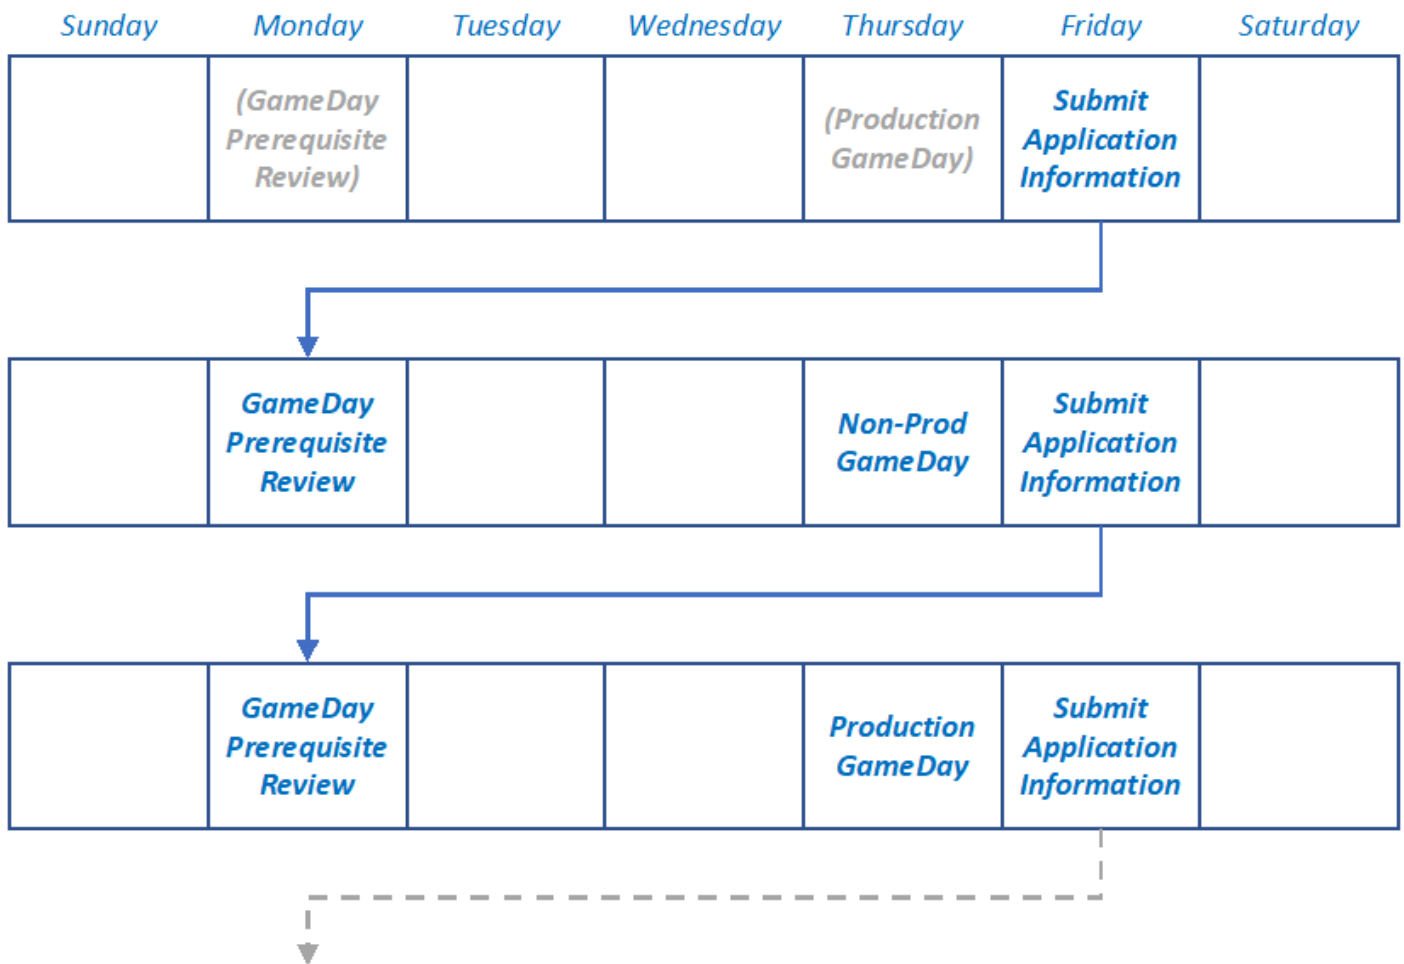 Sunday Monday Tuesday Wednesday Thursday Friday Saturday
(GameDay
Prerequisite
Review)
(Production
GameDay)
Submit
Application
Information
GameDay
Prerequisite
Review
Non-Prod
GameDay
Submit
Application
Information
GameDay
Prerequisite
Review
Production
GameDay
Submit
Application
Information